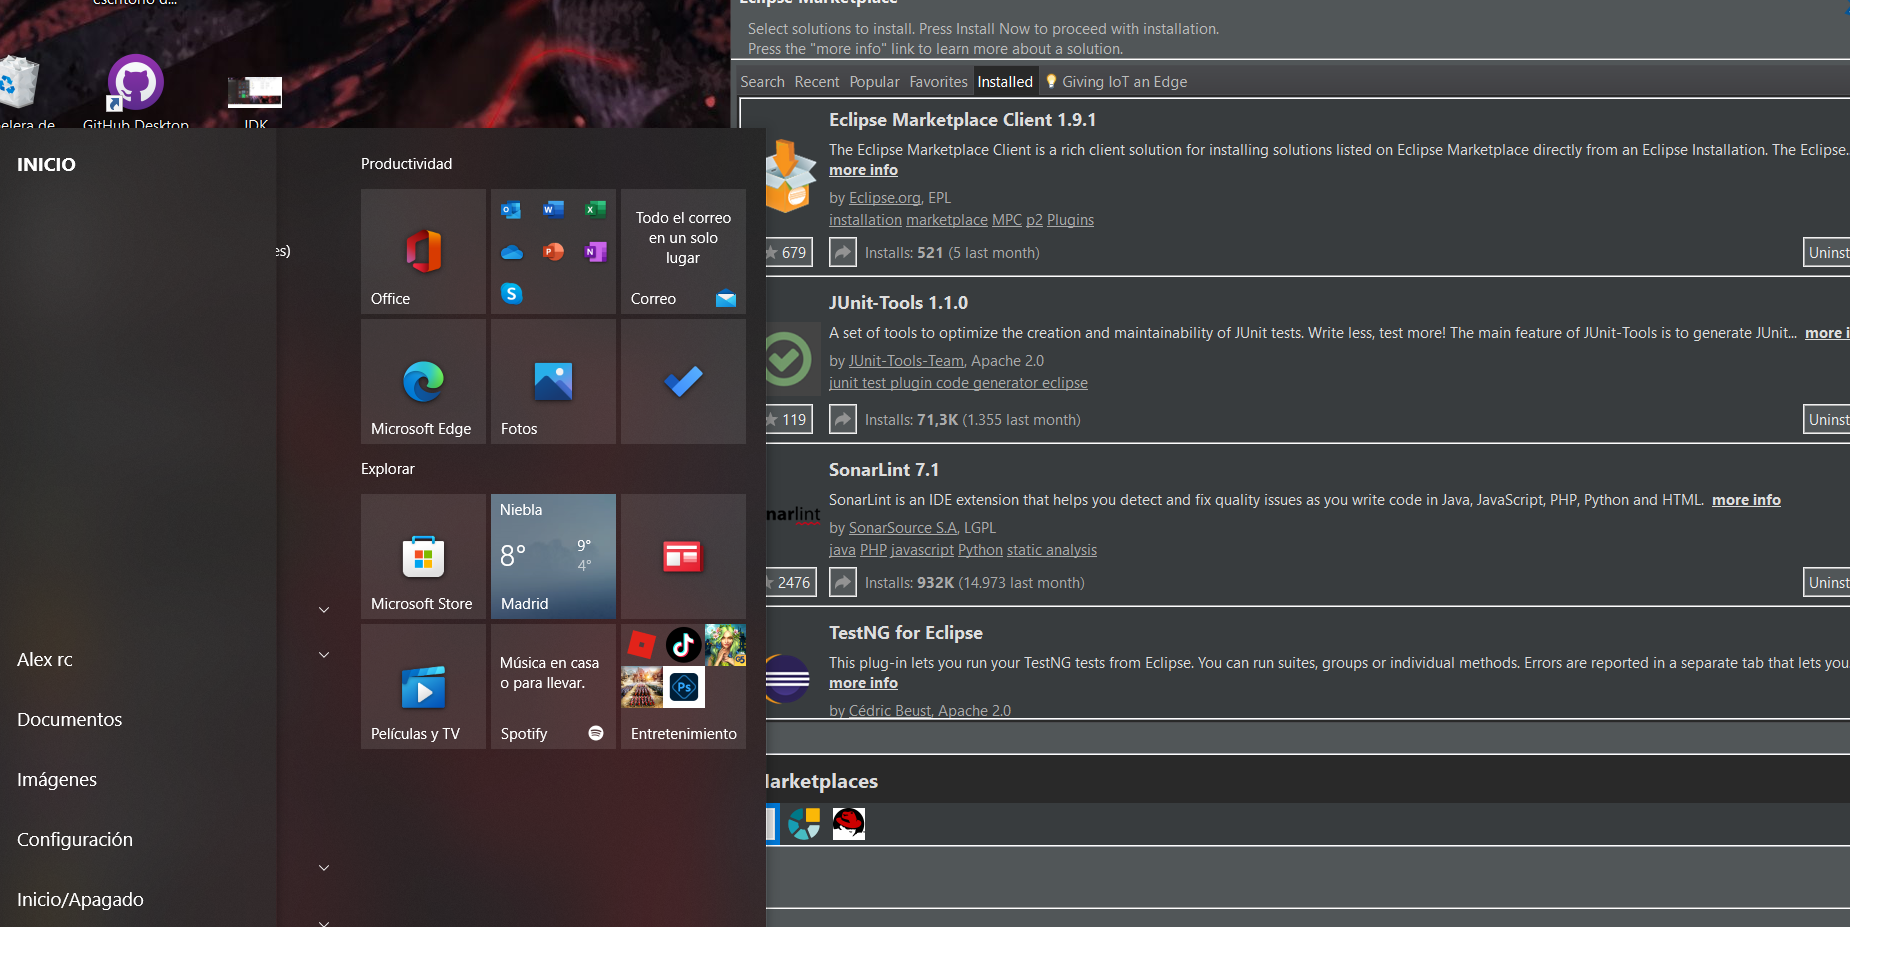 escritorio d...
GitHub Desktop
JDK
INICIO
Alex rc
Documentos
Imágenes
Configuración
Inicio/Apagado
Productividad
Office
Todo el correo
en un solo
lugar
Correo
Microsoft Edge
Fotos
Explorar
Microsoft Store
Niebla
8°
9°
4°
Madrid
Películas y TV
Música en casa
o para llevar.
Spotify
Entretenimiento
Eclipse Marketplace
Select solutions to install. Press Install Now to proceed with installation.
Press the "more info" link to learn more about a solution.
Search Recent Popular Favorites Installed Giving IoT an Edge
Eclipse Marketplace Client 1.9.1
The Eclipse Marketplace Client is a rich client solution for installing solutions listed on Eclipse Marketplace directly from an Eclipse Installation. The Eclipse.
more info
by Eclipse.org, EPL
installation marketplace MPC p2 Plugins
679 Installs: 521 (5 last month) Uninst
JUnit-Tools 1.1.0
A set of tools to optimize the creation and maintainability of JUnit tests. Write less, test more! The main feature of JUnit-Tools is to generate JUnit... more i
by JUnit-Tools-Team, Apache 2.0
junit test plugin code generator eclipse
119 Installs: 71,3K (1.355 last month) Uninst
SonarLint 7.1
SonarLint is an IDE extension that helps you detect and fix quality issues as you write code in Java, JavaScript, PHP, Python and HTML. more info
by SonarSource S.A, LGPL
java PHP javascript Python static analysis
2476 Installs: 932K (14.973 last month) Uninst
TestNG for Eclipse
This plug-in lets you run your TestNG tests from Eclipse. You can run suites, groups or individual methods. Errors are reported in a separate tab that lets you
more info
by Cédric Beust, Apache 2.0
arketplaces